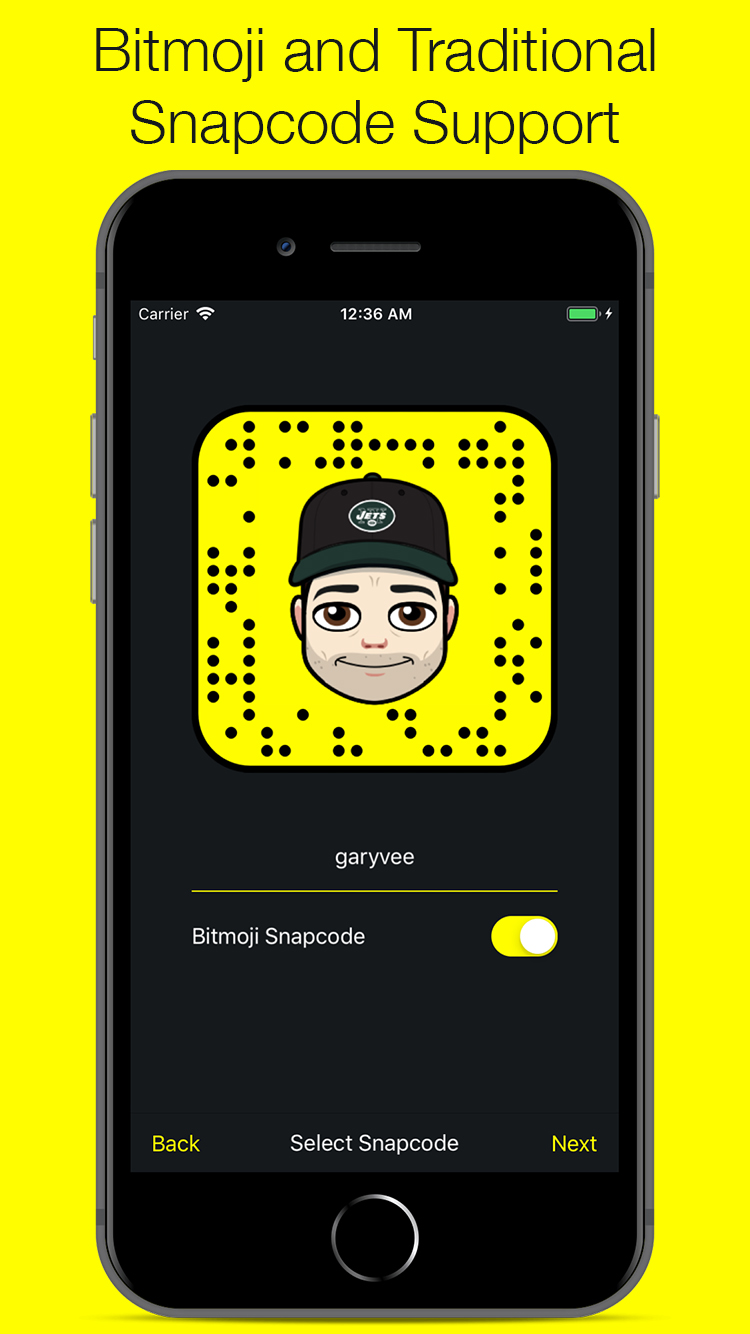 Bitmoji and Traditional
Snapcode Support
Carrier 12:36 AM
JETS
garyvee
Bitmoji Snapcode
Back Select Snapcode Next